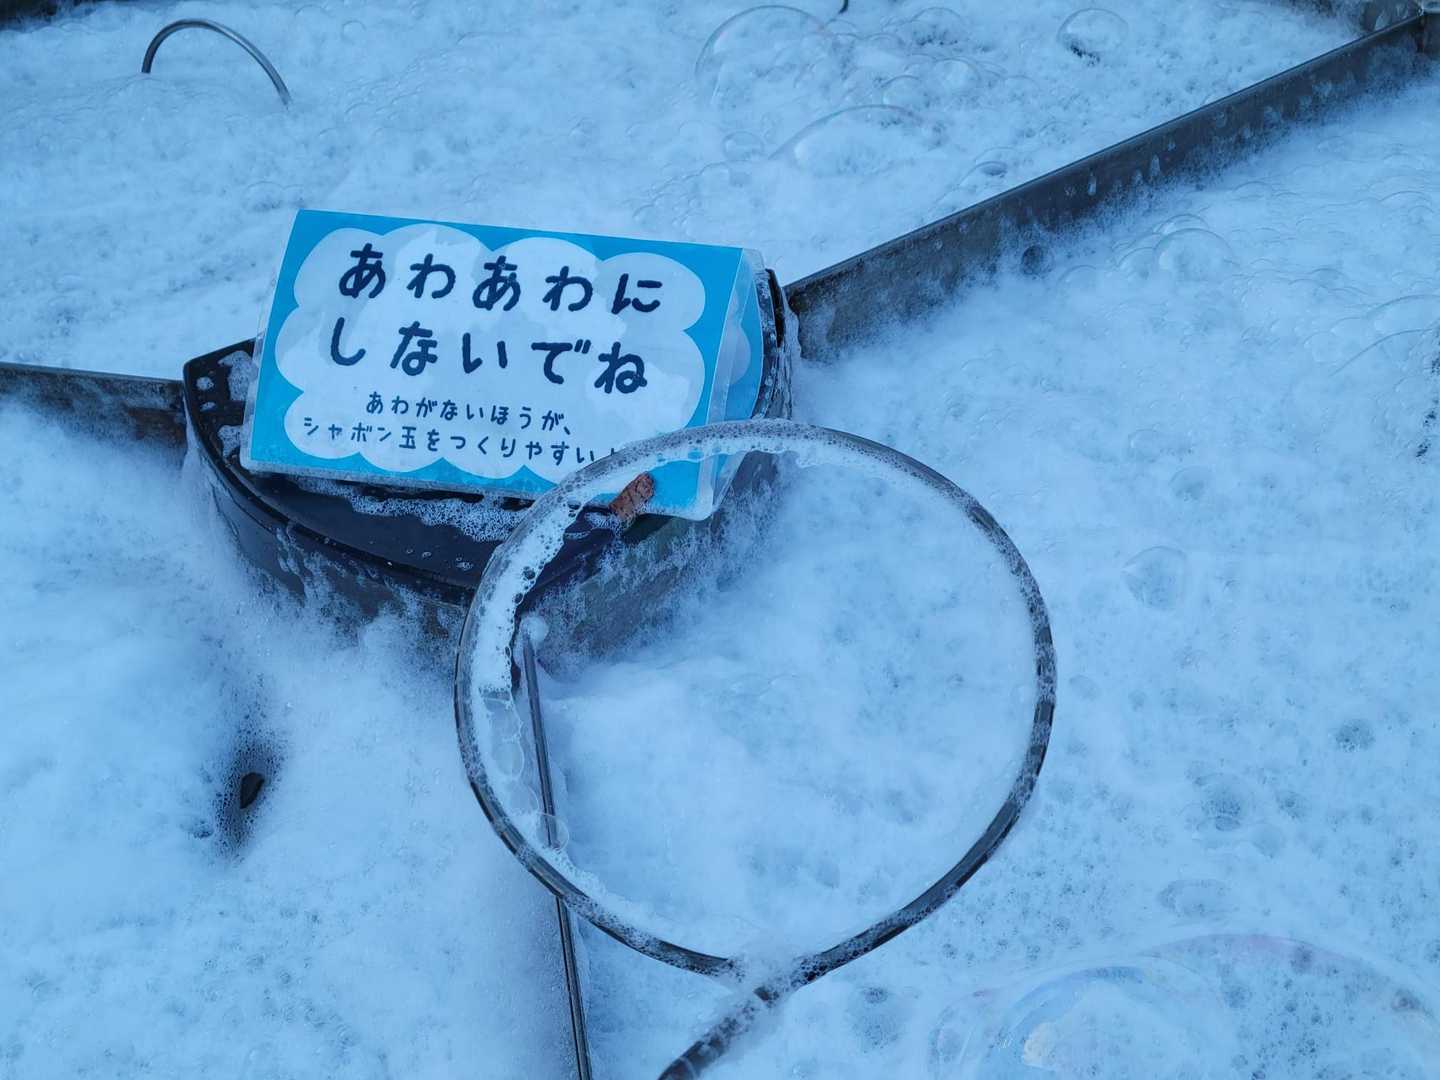 あわあわに
しないでね
あわがないほうが、
シャボン玉をつくりやすい